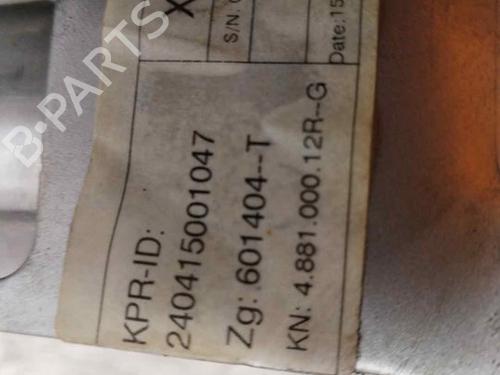 X
S/N:
Date:15
KPR-ID:
240415001047
Zg: 601404--T
KN: 4.881.000.12R--G
B-PARTS